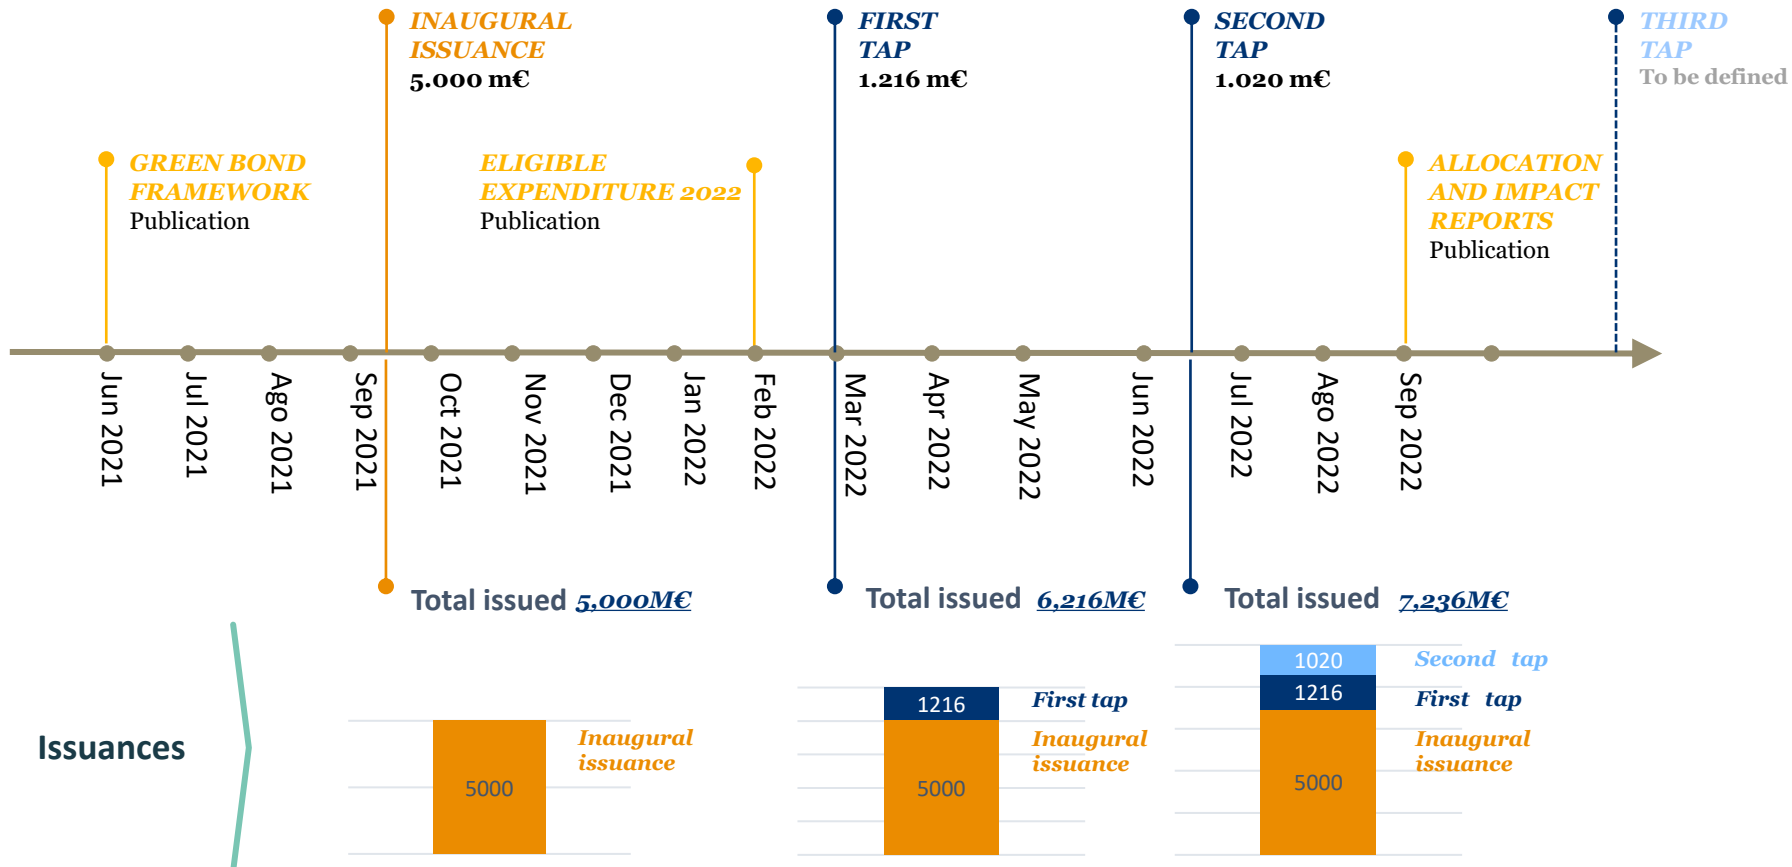 INAUGURAL
ISSUANCE
5.000 m€
FIRST
TAP
1.216 m€
SECOND
TAP
1.020 m€
THIRD
TAP
To be defined
GREEN BOND
FRAMEWORK
Publication
ELIGIBLE
EXPENDITURE 2022
Publication
ALLOCATION
AND IMPACT
REPORTS
Publication
Jun 2021
Jul 2021
Ago 2021
Sep 2021
Oct 2021
Nov 2021
Dec 2021
Jan 2022
Feb 2022
Mar 2022
Apr 2022
May 2022
Jun 2022
Jul 2022
Ago 2022
Sep 2022
Total issued 5,000M€
Total issued 6,216M€
Total issued 7,236M€
Issuances
5000
Inaugural
issuance
1216
First tap
5000
Inaugural
issuance
1020
Second tap
1216
First tap
5000
Inaugural
issuance